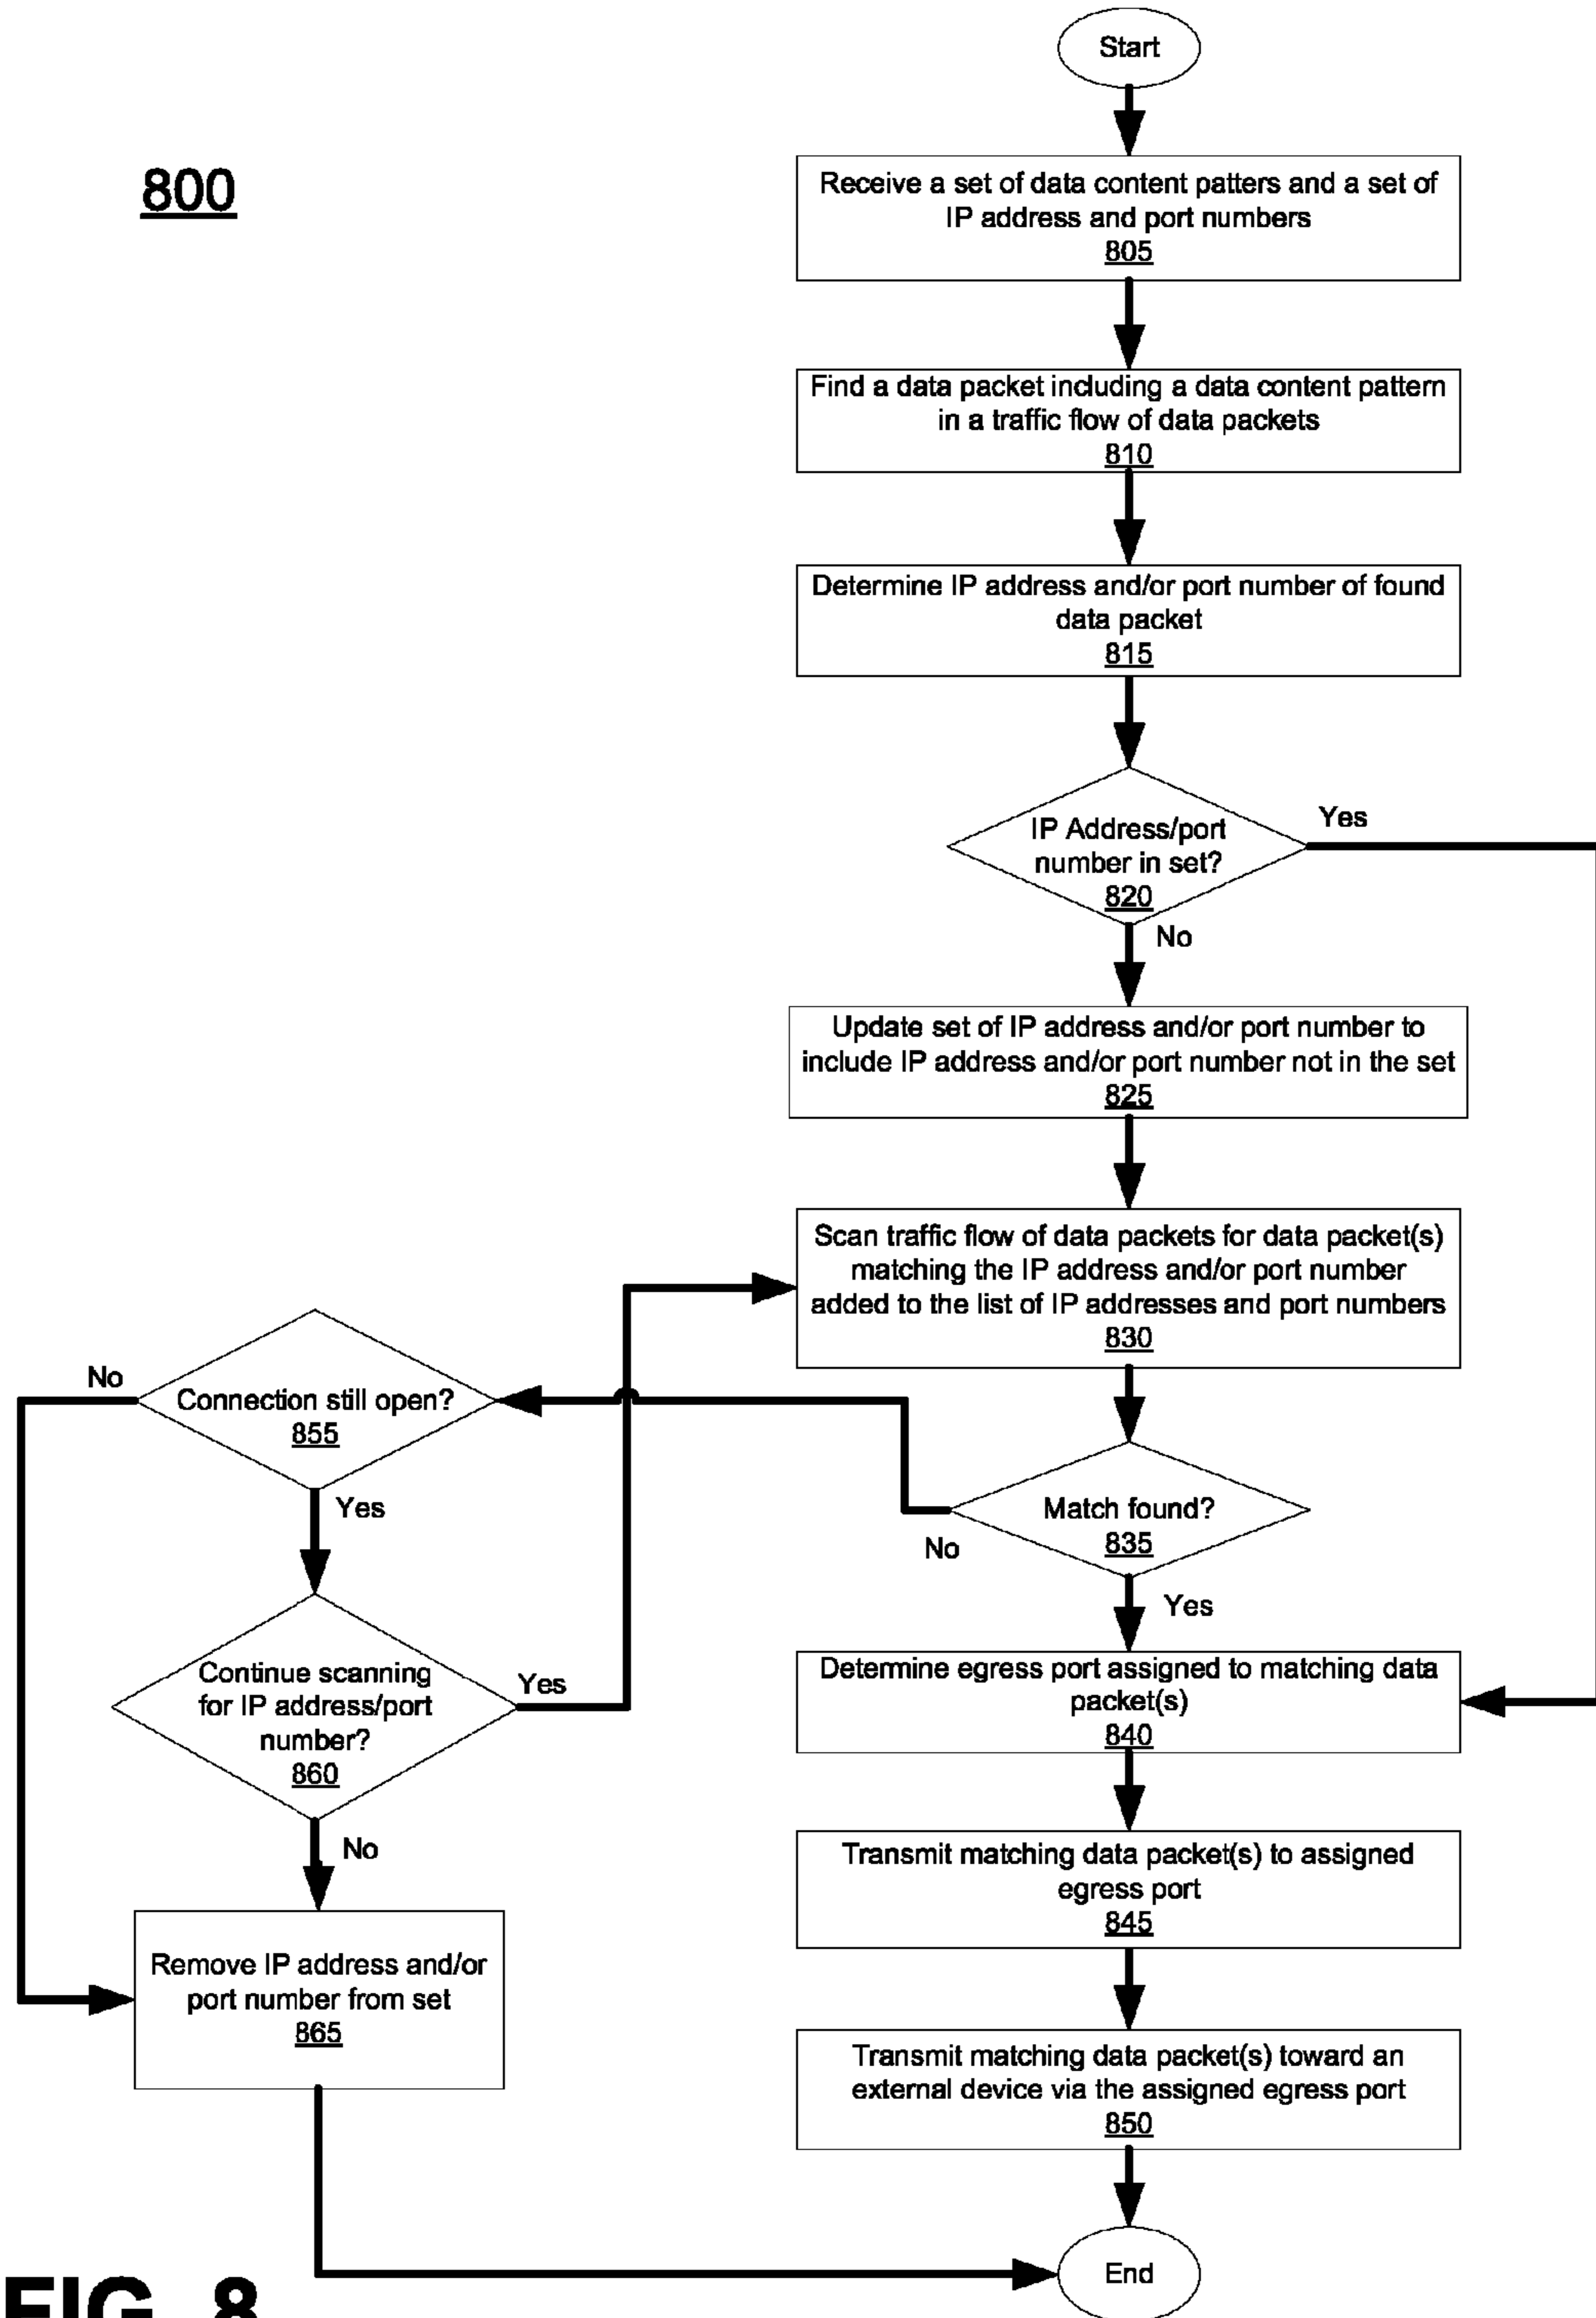 Start
800
Receive a set of data content patters and a set of
IP address and port numbers
805
Find a data packet including a data content pattern
in a traffic flow of data packets
810
Determine IP address and/or port number of found
data packet
815
IP Address/port
number in set?
820
Yes
No
Update set of IP address and/or port number to
include IP address and/or port number not in the set
825
Scan traffic flow of data packets for data packet(s)
matching the IP address and/or port number
added to the list of IP addresses and port numbers
830
No
Connection still open?
855
Yes
Match found?
835
No
Yes
Continue scanning
for IP address/port
number?
860
Yes
No
Determine egress port assigned to matching data
packet(s)
840
Transmit matching data packet(s) to assigned
egress port
845
Remove IP address and/or
port number from set
865
Transmit matching data packet(s) toward an
external device via the assigned egress port
850
End
FIG. 8